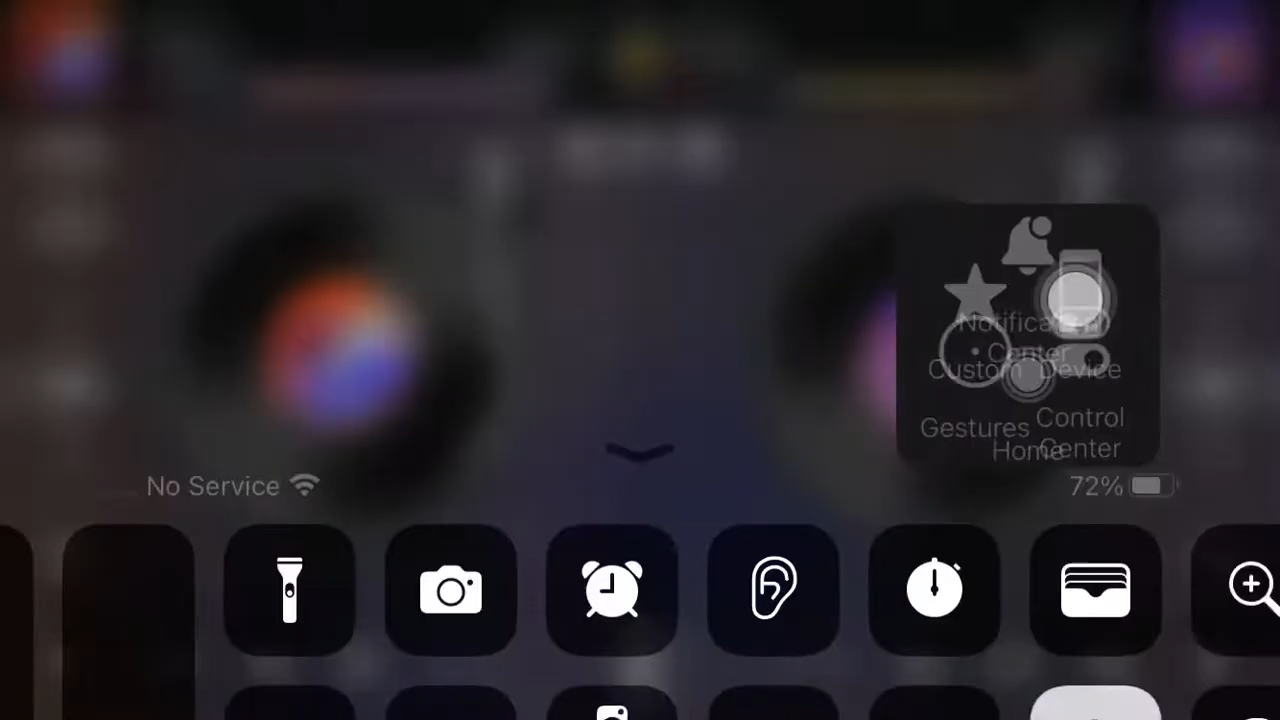 Notification
Center
Custom
Device
Gestures
Control
Center
Home
No Service
72%